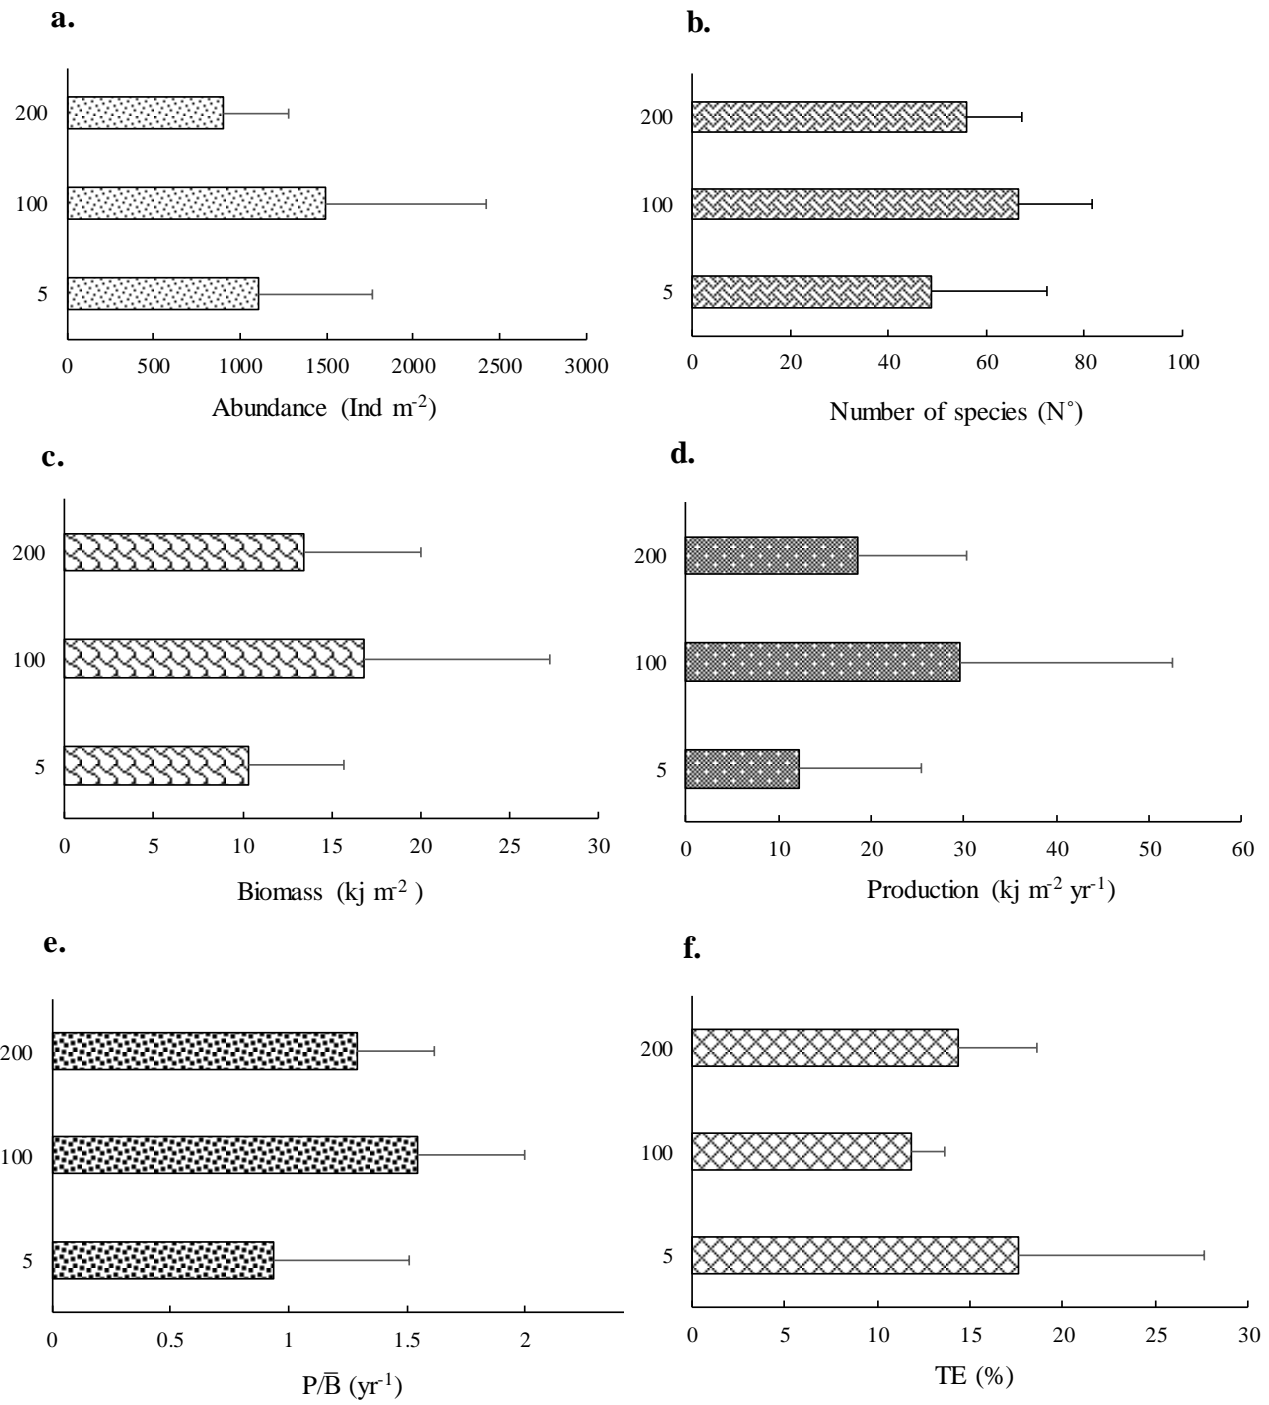 a.
200
100
5
0 500 1000 1500 2000 2500 3000
Abundance (Ind m-2)
b.
200
100
5
0 20 40 60 80 100
Number of species (N°)
c.
200
100
5
0 5 10 15 20 25 30
Biomass (kj m-2 )
d.
200
100
5
0 10 20 30 40 50 60
Production (kj m-2 yr-1)
e.
200
100
5
0 0.5 1 1.5 2
P/B̅ (yr-1)
f.
200
100
5
0 5 10 15 20 25 30
TE (%)